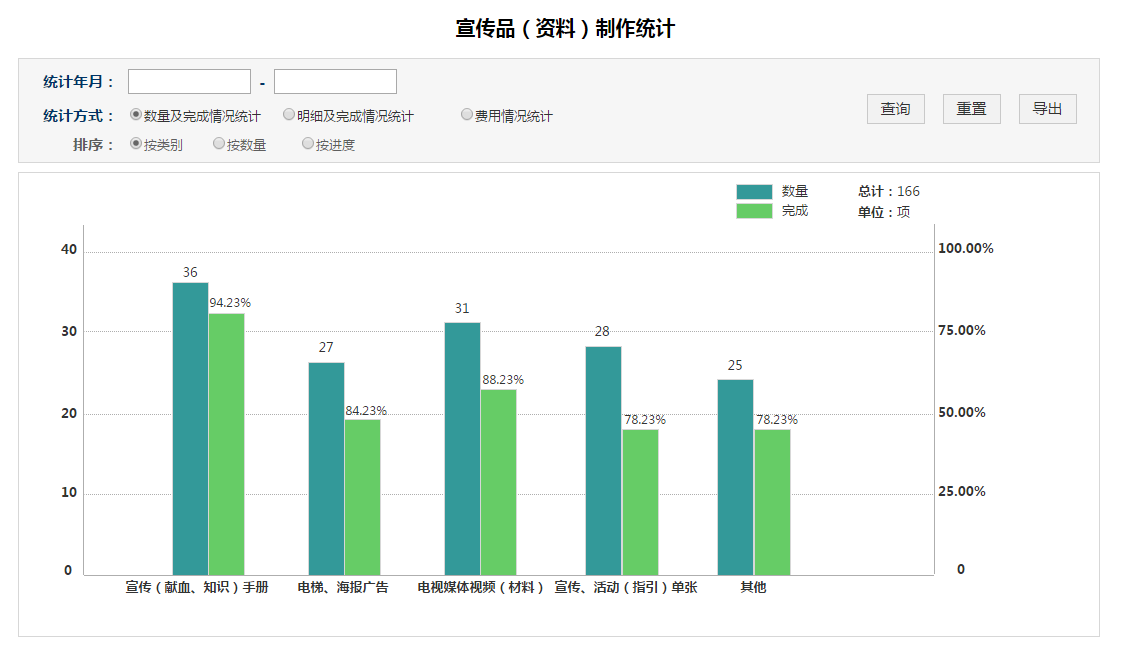 宣传品（资料）制作统计
统计年月： -
统计方式： 数量及完成情况统计 明细及完成情况统计 费用情况统计
查询 重置 导出
排序： 按类别 按数量 按进度
数量 总计：166
完成 单位：项
40 100.00%
36
94.23%
31
30 75.00%
28
27
25
88.23%
84.23%
20 50.00%
78.23% 78.23%
10 25.00%
0 0
宣传（献血、知识）手册 电梯、海报广告 电视媒体视频（材料） 宣传、活动（指引）单张 其他